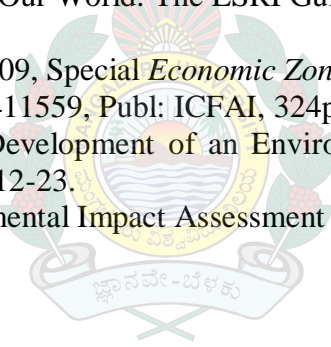 Our World: The ESRI Gui
09, Special Economic Zon
-11559, Publ: ICFAI, 324p
Development of an Enviro
12-23.
mental Impact Assessment
ಜ್ಞಾನವೇ-ಬೆಳಕು